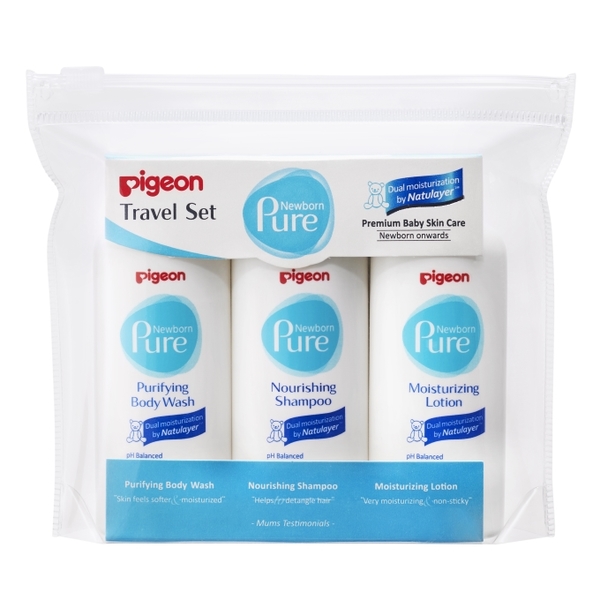 pigeon
Travel Set
Newborn
Pure
Dual moisturization
by Natulayer™
Premium Baby Skin Care
Newborn onwards
pigeon
Newborn
Pure
Purifying
Body Wash
Dual moisturization
by Natulayer
pH Balanced
pigeon
Newborn
Pure
Nourishing
Shampoo
Dual moisturization
by Natulayer
pH Balanced
pigeon
Newborn
Pure
Moisturizing
Lotion
Dual moisturization
by Natulayer
pH Balanced
Purifying Body Wash
"Skin feels softer & moisturized"
Nourishing Shampoo
"Helps detangle hair"
Moisturizing Lotion
"Very moisturizing & non-sticky"
- Mums Testimonials -